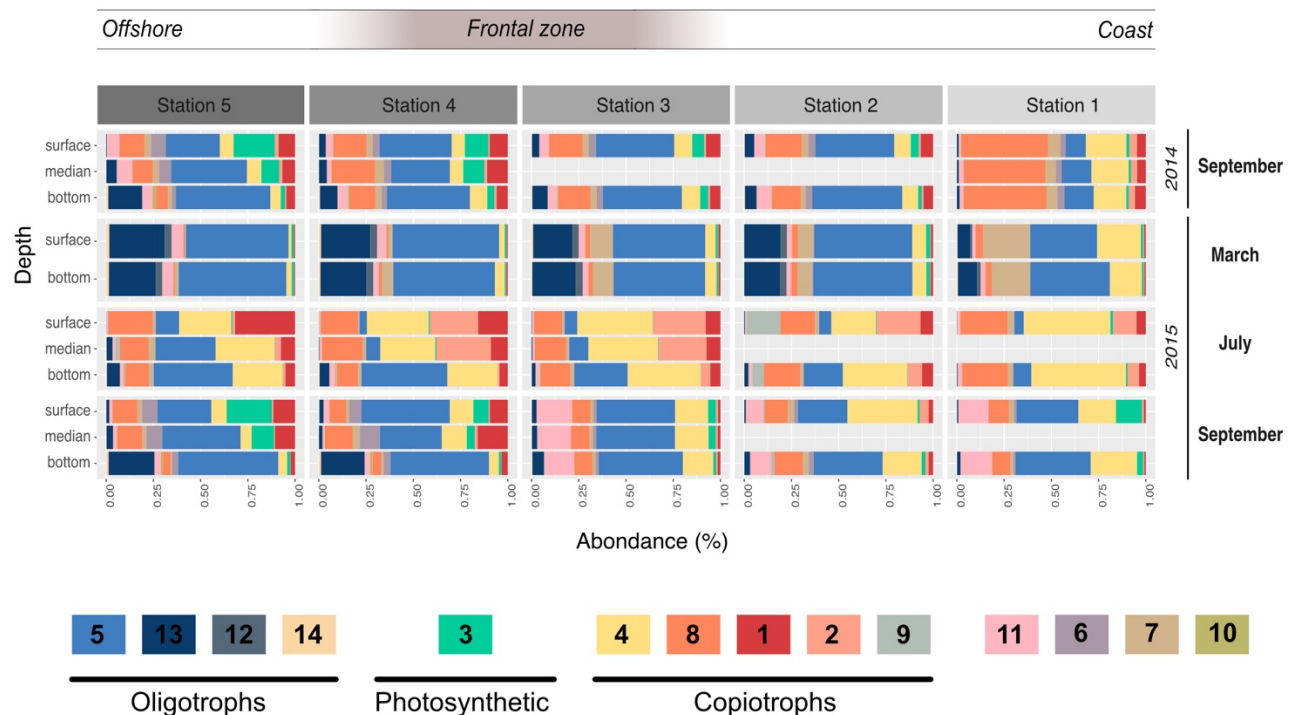 Offshore Frontal zone Coast
Station 5 Station 4 Station 3 Station 2 Station 1
Depth
surface
median
bottom
2014
September
surface
bottom
March
surface
median
bottom
2015
July
surface
median
bottom
September
0.00 0.25 0.50 0.75 1.00 0.00 0.25 0.50 0.75 1.00 0.00 0.25 0.50 0.75 1.00 0.00 0.25 0.50 0.75 1.00 0.00 0.25 0.50 0.75 1.00
Abondance (%)
5 13 12 14 3 4 8 1 2 9 11 6 7 10
Oligotrophs Photosynthetic Copiotrophs